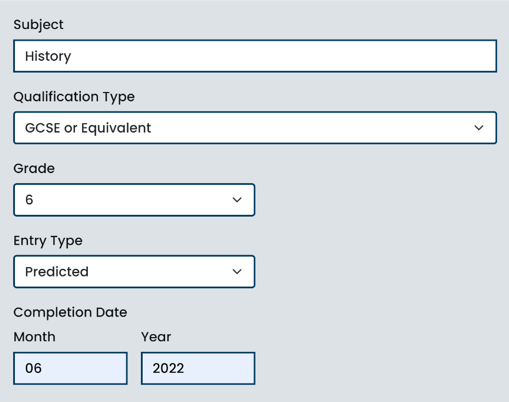 Subject
History
Qualification Type
GCSE or Equivalent
Grade
6
Entry Type
Predicted
Completion Date
Month Year
06 2022